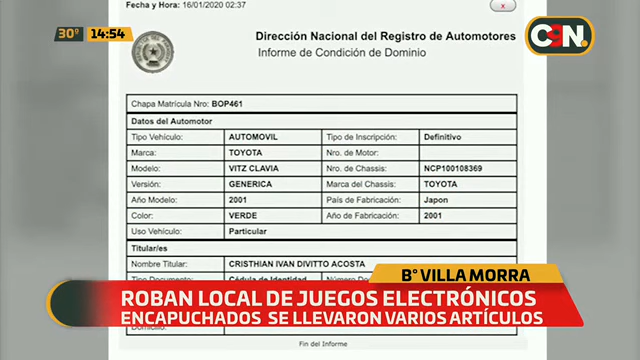 Fecha y Hora: 16/01/2020 02:37
x
30º 14:54
C9N.
Dirección Nacional del Registro de Automotores
Informe de Condición de Dominio
Chapa Matrícula Nro: BOP461
Datos del Automotor
Tipo Vehículo: AUTOMOVIL Tipo de Inscripción: Definitivo
Marca: TOYOTA Nro. de Motor:
Modelo: VITZ CLAVIA Nro. de Chassis: NCP100108369
Versión: GENERICA Marca del Chassis: TOYOTA
Año Modelo: 2001 País de Fabricación: Japon
Color: VERDE Año de Fabricación: 2001
Uso Vehículo: Particular
Titular/es
Nombre Titular: CRISTHIAN IVAN DIVITTO ACOSTA
Tipo Documento: Cédula de Identidad
B° VILLA MORRA
ROBAN LOCAL DE JUEGOS ELECTRÓNICOS
ENCAPUCHADOS SE LLEVARON VARIOS ARTÍCULOS
Domicilio:
Fin del Informe